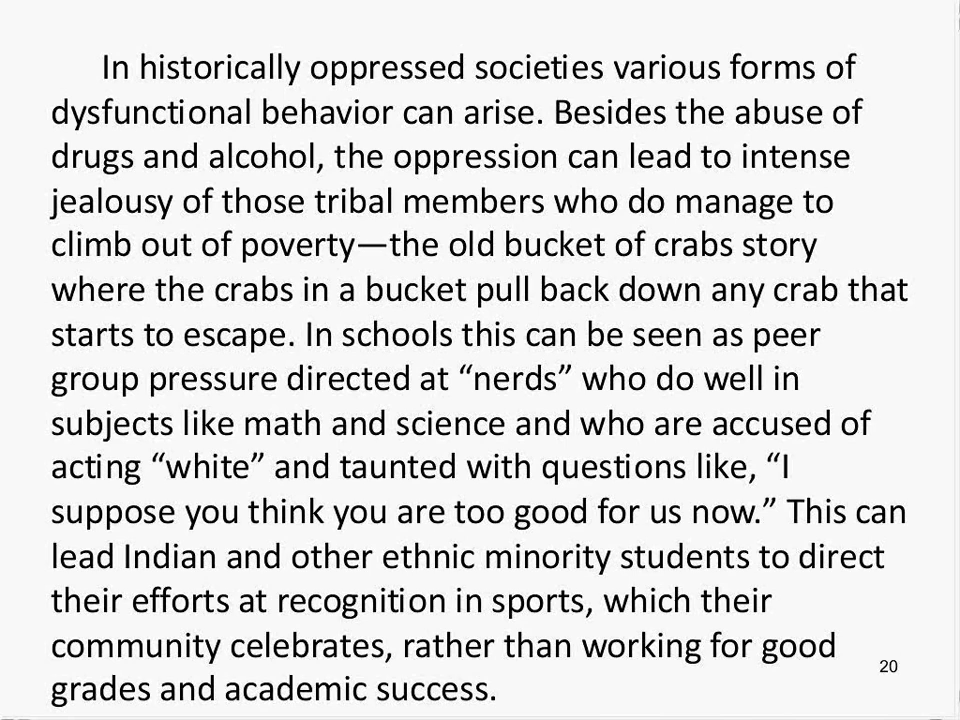 In historically oppressed societies various forms of
dysfunctional behavior can arise. Besides the abuse of
drugs and alcohol, the oppression can lead to intense
jealousy of those tribal members who do manage to
climb out of poverty—the old bucket of crabs story
where the crabs in a bucket pull back down any crab that
starts to escape. In schools this can be seen as peer
group pressure directed at “nerds” who do well in
subjects like math and science and who are accused of
acting “white” and taunted with questions like, “I
suppose you think you are too good for us now.” This can
lead Indian and other ethnic minority students to direct
their efforts at recognition in sports, which their
community celebrates, rather than working for good
grades and academic success.
20